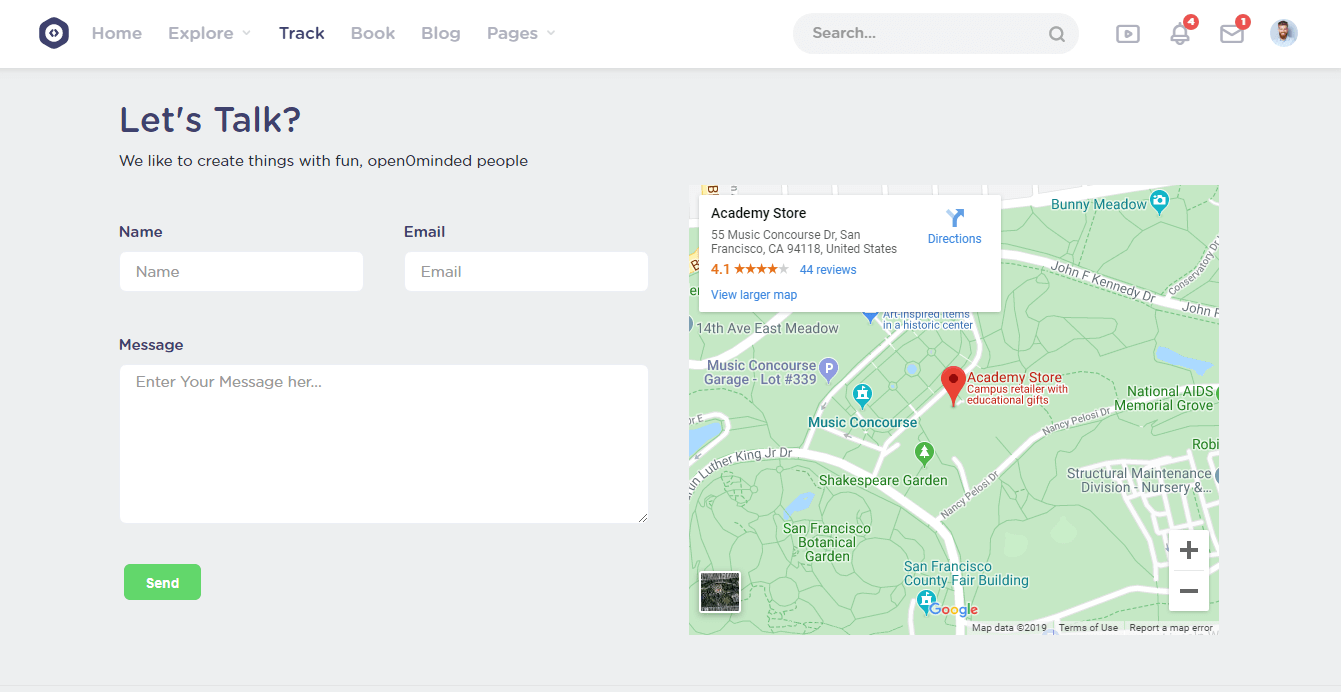 Home Explore Track Book Blog Pages Search... 4 1
Let's Talk?
We like to create things with fun, open0minded people
Name Email
Name Email
Message
Enter Your Message her...
Send
Academy Store
55 Music Concourse Dr, San
Francisco, CA 94118, United States
4.1 44 reviews
View larger map
Directions
Bunny Meadow
Conservatory Dr
John F Kennedy Dr
John F
Art-inspired items
in a historic center
14th Ave East Meadow
Music Concourse
Garage - Lot #339
P
Academy Store
Campus retailer with
educational gifts
National AIDS
Memorial Grove
Music Concourse
Nancy Pelosi Dr
Robi
Luther King Jr Dr
Shakespeare Garden
Structural Maintenance
Division - Nursery &...
Nancy Pelosi Dr
San Francisco
Botanical
Garden
San Francisco
County Fair Building
Google
Map data ©2019 Terms of Use Report a map error